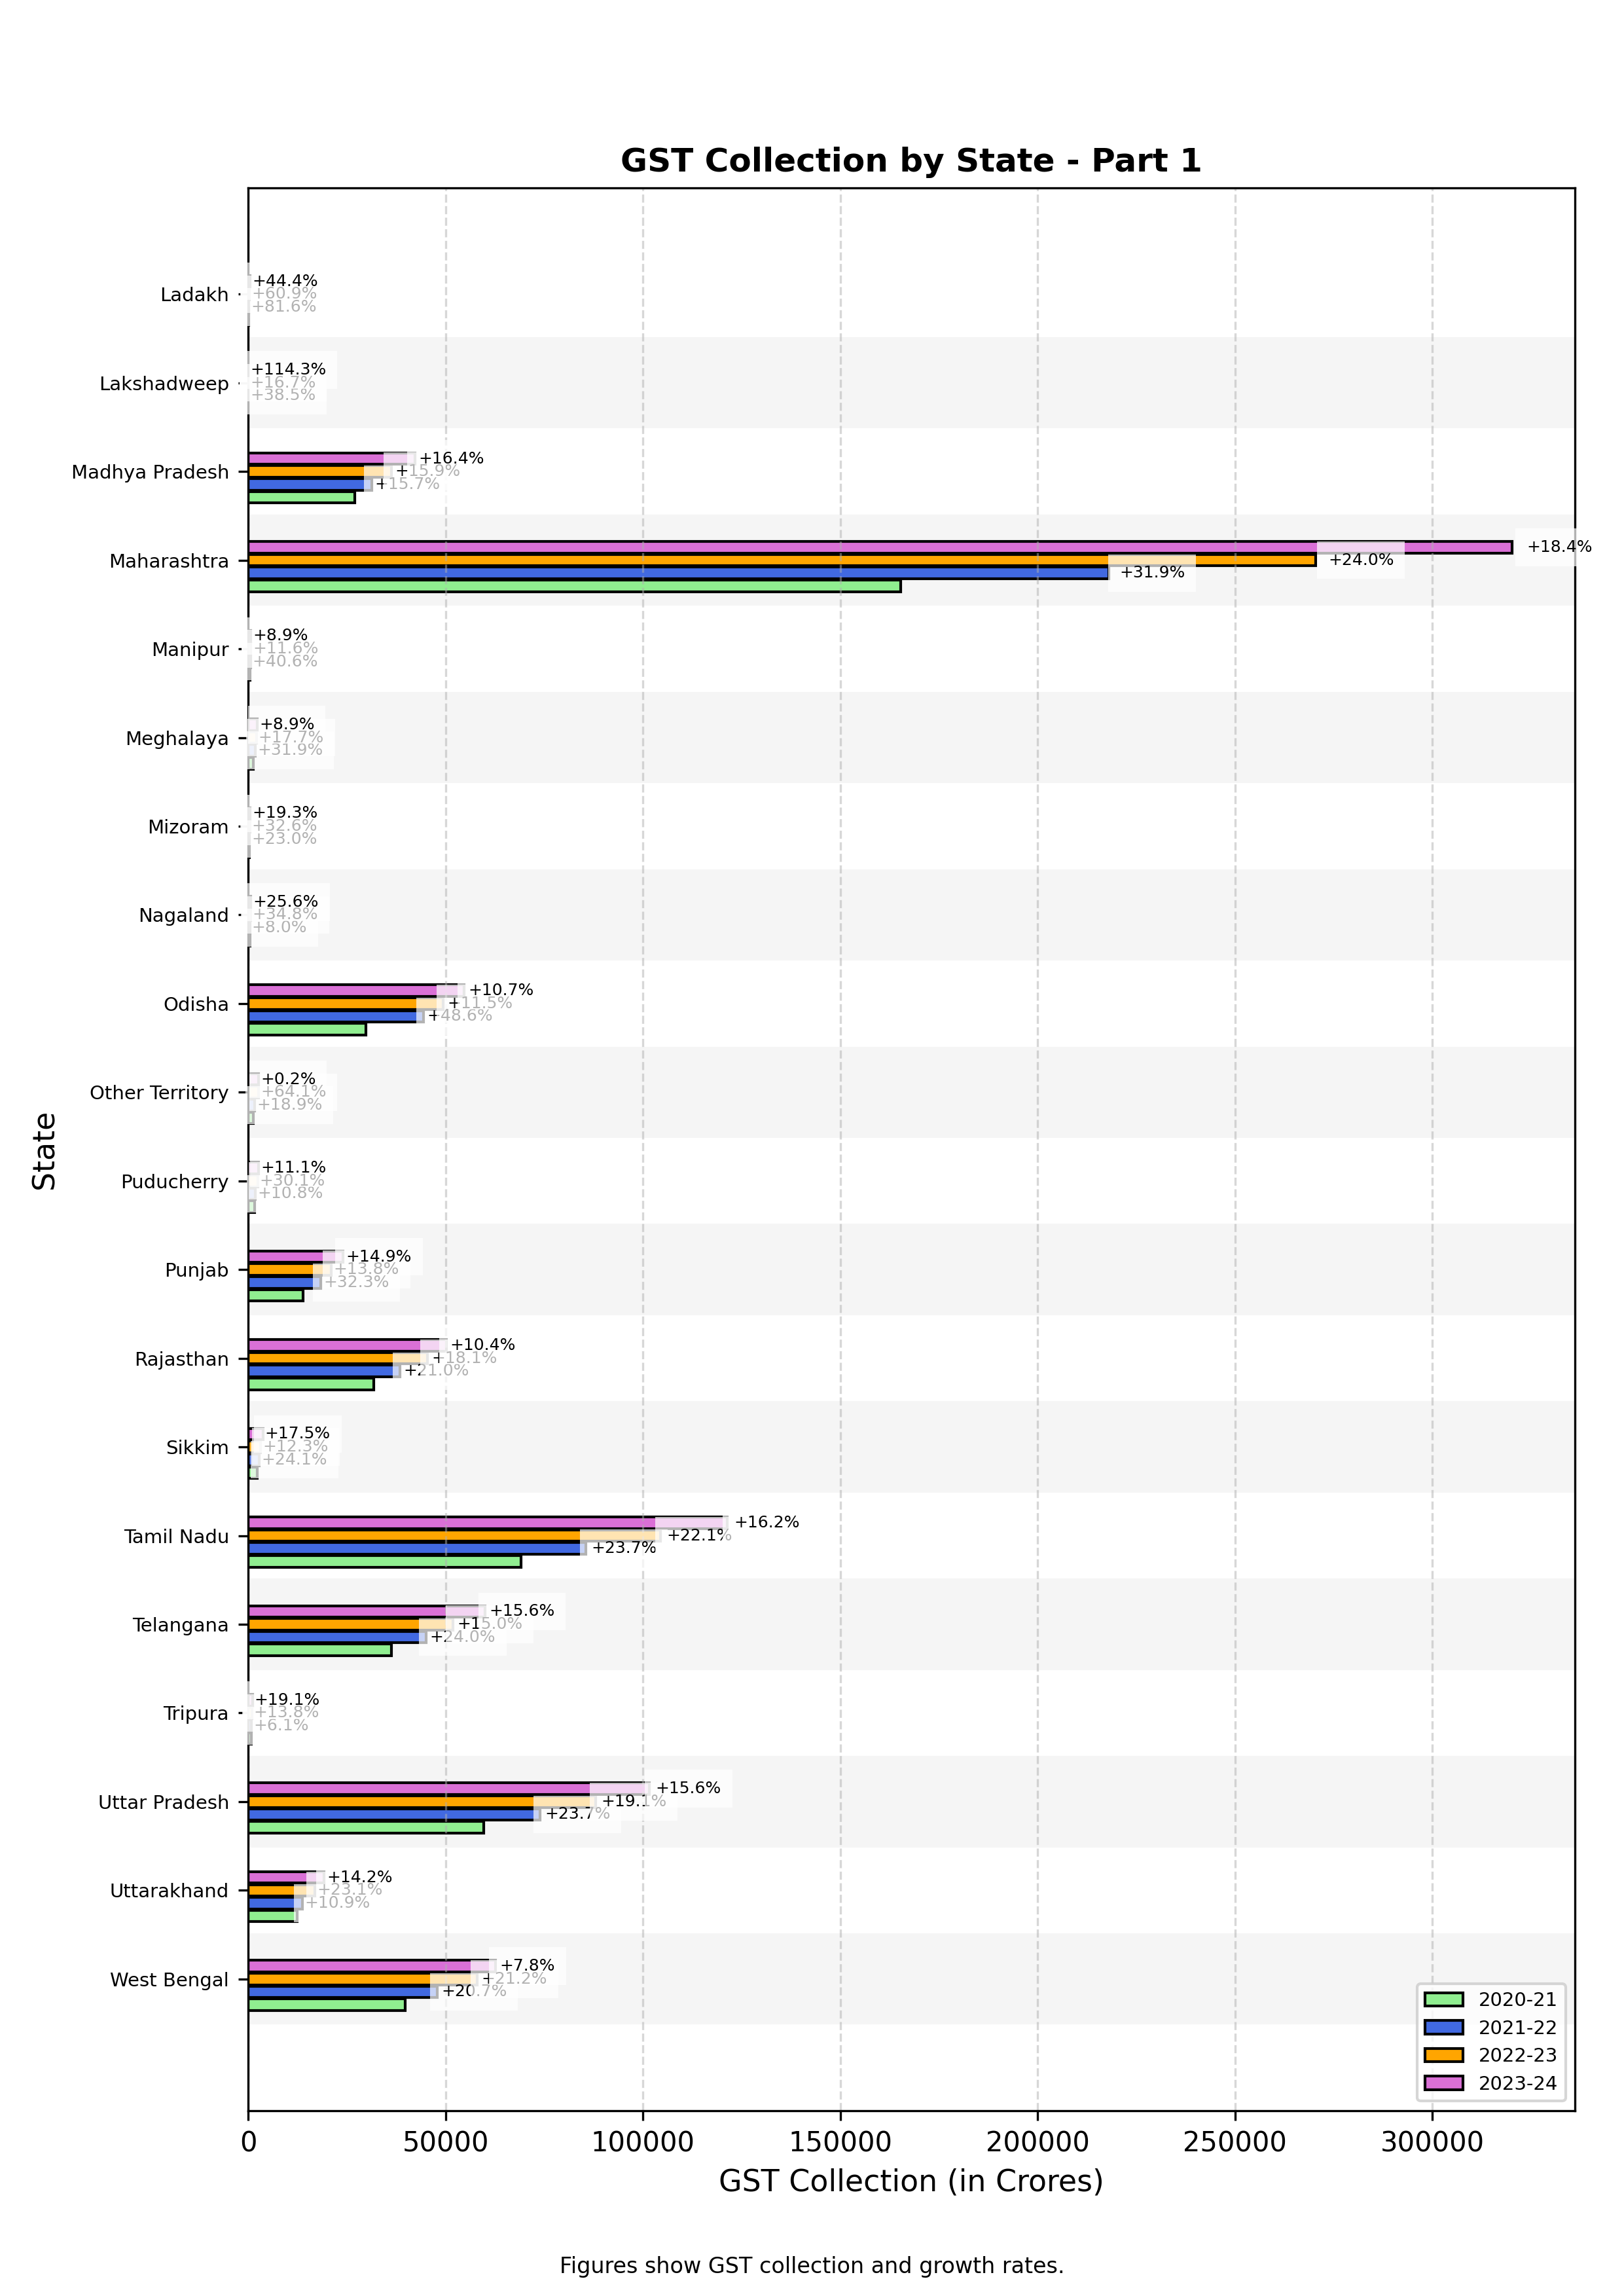 GST Collection by State - Part 1
Ladakh
+44.4%
+60.9%
+81.6%
Lakshadweep
+114.3%
+16.7%
+38.5%
Madhya Pradesh
+16.4%
+15.9%
+15.7%
Maharashtra
+18.4%
+24.0%
+31.9%
Manipur
+8.9%
+11.6%
+40.6%
Meghalaya
+8.9%
+17.7%
+31.9%
Mizoram
+19.3%
+32.6%
+23.0%
Nagaland
+25.6%
+34.8%
+8.0%
Odisha
+10.7%
+11.5%
+48.6%
Other Territory
+0.2%
+64.1%
+18.9%
Puducherry
+11.1%
+30.1%
+10.8%
Punjab
+14.9%
+13.8%
+32.3%
Rajasthan
+10.4%
+18.1%
+21.0%
Sikkim
+17.5%
+12.3%
+24.1%
Tamil Nadu
+16.2%
+22.1%
+23.7%
Telangana
+15.6%
+15.0%
+24.0%
Tripura
+19.1%
+13.8%
+6.1%
Uttar Pradesh
+15.6%
+19.1%
+23.7%
Uttarakhand
+14.2%
+23.1%
+10.9%
West Bengal
+7.8%
+21.2%
+20.7%
State
2020-21
2021-22
2022-23
2023-24
0 50000 100000 150000 200000 250000 300000
GST Collection (in Crores)
Figures show GST collection and growth rates.